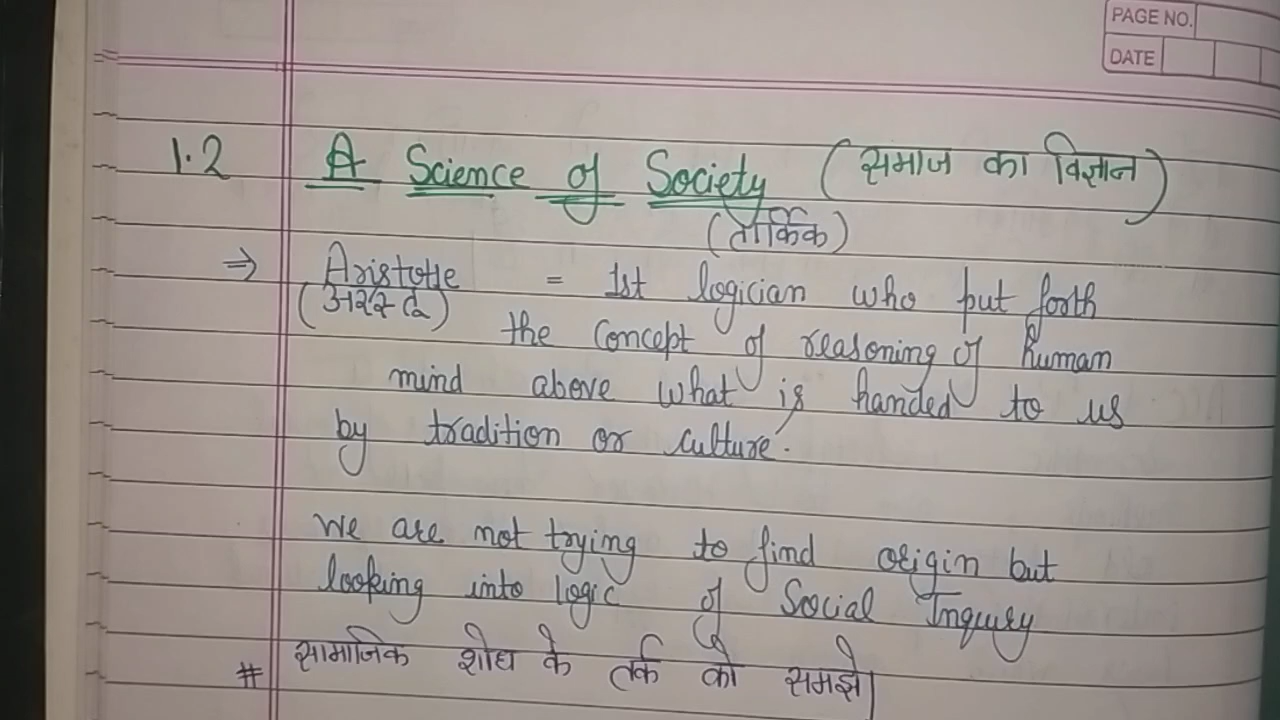 PAGE NO.
DATE
1.2 A Science of Society (समाज का विज्ञान)
(तार्किक)
⇒ Aristotle = 1st logician who put forth
(अरस्तु)
the concept of reasoning of human
mind above what is handed to us
by tradition or culture.
We are not trying to find origin but
looking into logic of Social Inquiry
# सामाजिक शोध के तर्क को समझे।